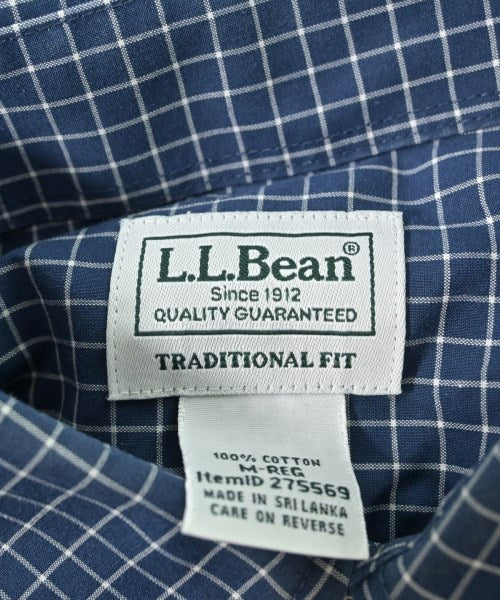 L.L.Bean®
Since 1912
QUALITY GUARANTEED
TRADITIONAL FIT
100% COTTON
M-REG
ItemID 275569
MADE IN SRI LANKA
CARE ON REVERSE